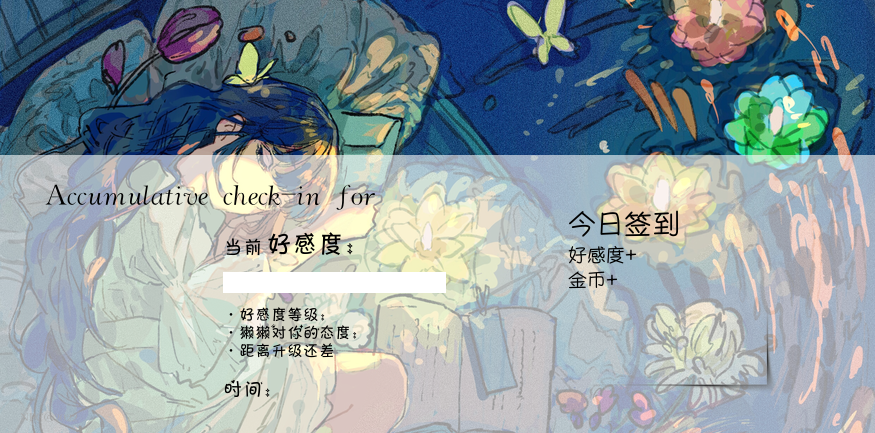 Accumulative check-in for
当前 好感度：
·好感度等级：
·獭獭对你的态度：
·距离升级还差
时间：
今日签到
好感度+
金币+